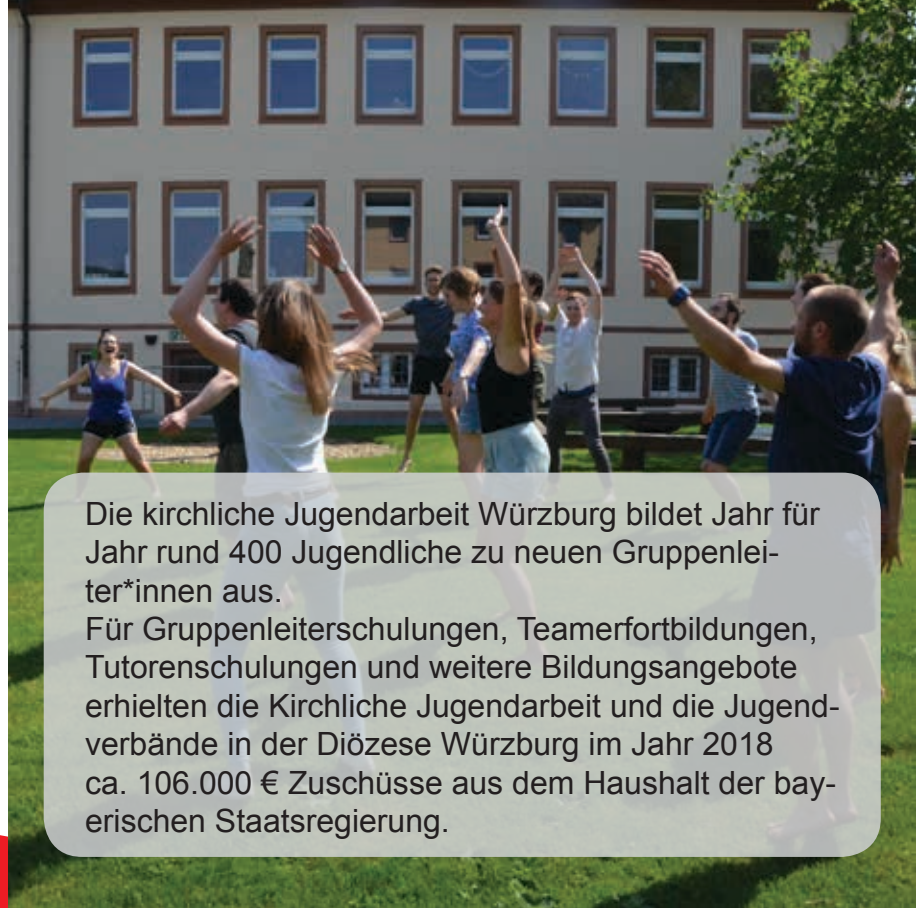 Die kirchliche Jugendarbeit Würzburg bildet Jahr für
Jahr rund 400 Jugendliche zu neuen Gruppenlei-
ter*innen aus.
Für Gruppenleiterschulungen, Teamerfortbildungen,
Tutorenschulungen und weitere Bildungsangebote
erhielten die Kirchliche Jugendarbeit und die Jugend-
verbände in der Diözese Würzburg im Jahr 2018
ca. 106.000 € Zuschüsse aus dem Haushalt der bay-
erischen Staatsregierung.